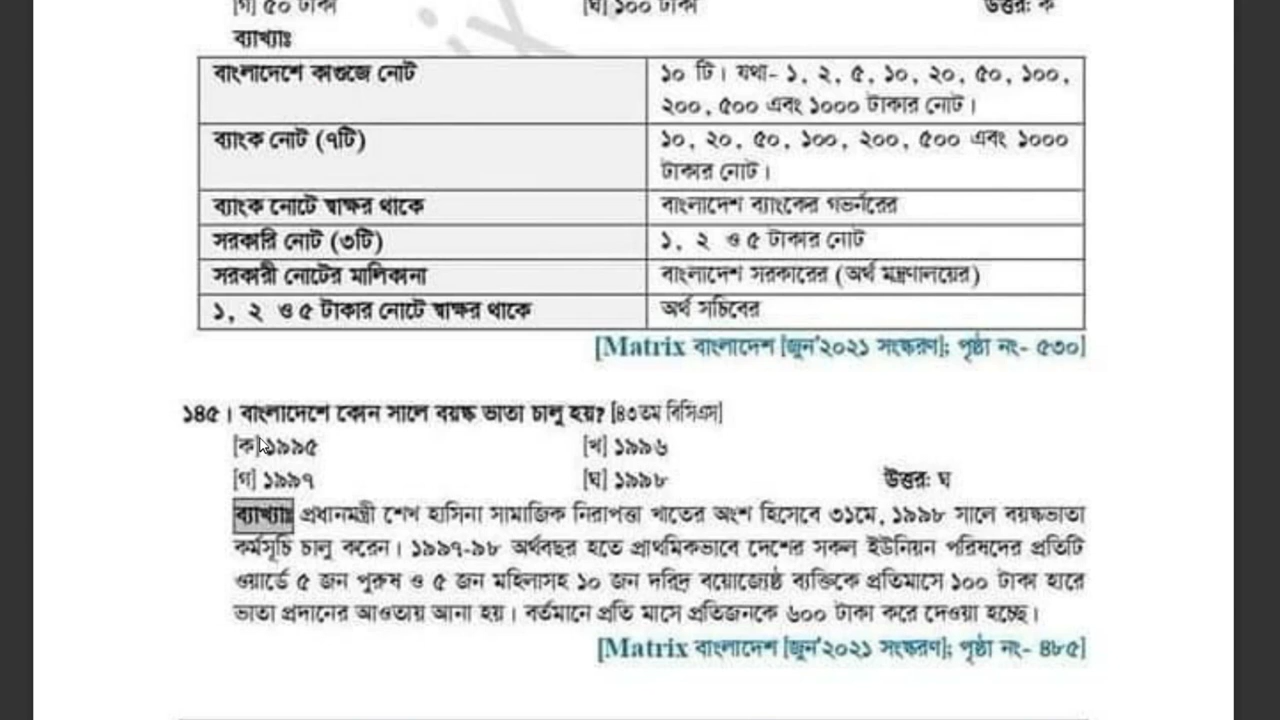 [গ] ৫০ টাকা [ঘ] ১০০ টাকা উত্তর: ক
ব্যাখ্যাঃ
বাংলাদেশে কাগুজে নোট ১০ টি। যথা- ১, ২, ৫, ১০, ২০, ৫০, ১০০,
২০০, ৫০০ এবং ১০০০ টাকার নোট।
ব্যাংক নোট (৭টি) ১০, ২০, ৫০, ১০০, ২০০, ৫০০ এবং ১০০০
টাকার নোট।
ব্যাংক নোটে স্বাক্ষর থাকে বাংলাদেশ ব্যাংকের গভর্নরের
সরকারি নোট (৩টি) ১, ২ ও ৫ টাকার নোট
সরকারী নোটের মালিকানা বাংলাদেশ সরকারের (অর্থ মন্ত্রণালয়ের)
১, ২ ও ৫ টাকার নোটে স্বাক্ষর থাকে অর্থ সচিবের
[Matrix বাংলাদেশ [জুন'২০২১ সংস্করণ]; পৃষ্ঠা নং- ৫৩০]
১৪৫। বাংলাদেশে কোন সালে বয়স্ক ভাতা চালু হয়? [৪৩তম বিসিএস]
[ক] ১৯৯৫ [খ] ১৯৯৬
[গ] ১৯৯৭ [ঘ] ১৯৯৮ উত্তর: ঘ
ব্যাখ্যাঃ প্রধানমন্ত্রী শেখ হাসিনা সামাজিক নিরাপত্তা খাতের অংশ হিসেবে ৩১মে, ১৯৯৮ সালে বয়স্কভাতা
কর্মসূচি চালু করেন। ১৯৯৭-৯৮ অর্থবছর হতে প্রাথমিকভাবে দেশের সকল ইউনিয়ন পরিষদের প্রতিটি
ওয়ার্ডে ৫ জন পুরুষ ও ৫ জন মহিলাসহ ১০ জন দরিদ্র বয়োজ্যেষ্ঠ ব্যক্তিকে প্রতিমাসে ১০০ টাকা হারে
ভাতা প্রদানের আওতায় আনা হয়। বর্তমানে প্রতি মাসে প্রতিজনকে ৬০০ টাকা করে দেওয়া হচ্ছে।
[Matrix বাংলাদেশ [জুন'২০২১ সংস্করণ]; পৃষ্ঠা নং- ৪৮৫]